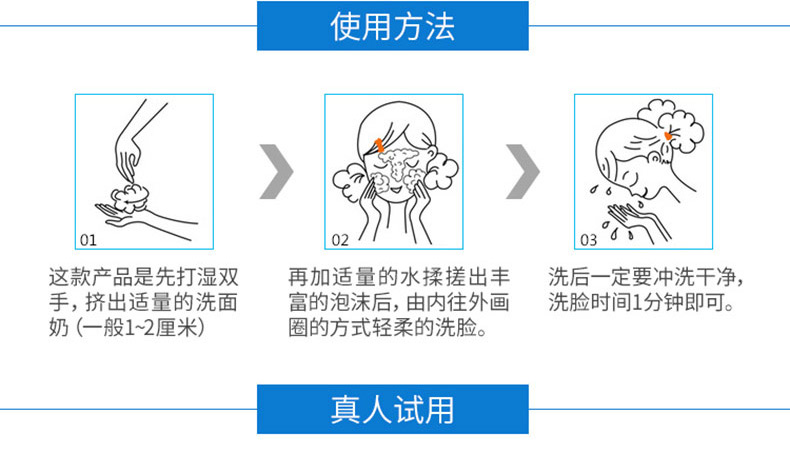 使用方法
01
02
03
这款产品是先打湿双
手，挤出适量的洗面
奶（一般1~2厘米）
再加适量的水揉搓出丰
富的泡沫后，由内往外画
圈的方式轻柔的洗脸。
洗后一定要冲洗干净，
洗脸时间1分钟即可。
真人试用